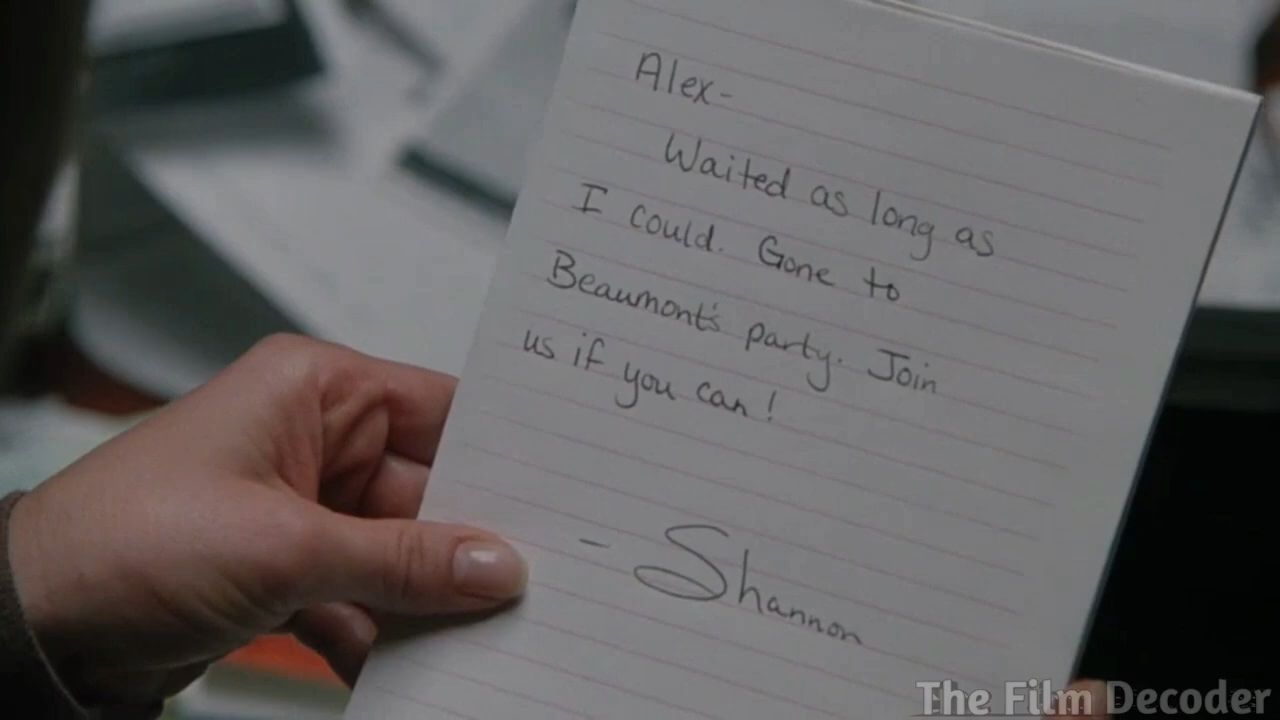 Alex-
Waited as long as
I could. Gone to
Beaumont's party. Join
us if you can!
- Shannon
The Film Decoder